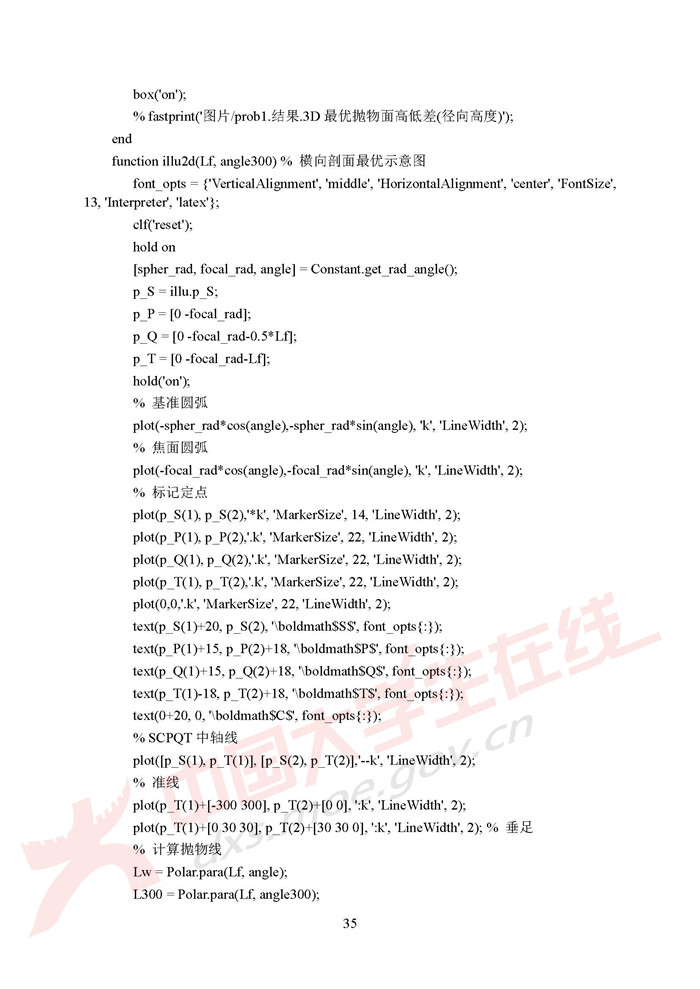 box('on');
% fastprint('图片/prob1.结果.3D 最优抛物面高低差(径向高度)');
end
function illu2d(Lf, angle300) % 横向剖面最优示意图
font_opts = {'VerticalAlignment', 'middle', 'HorizontalAlignment', 'center', 'FontSize',
13, 'Interpreter', 'latex'};
clf('reset');
hold on
[spher_rad, focal_rad, angle] = Constant.get_rad_angle();
p_S = illu.p_S;
p_P = [0 -focal_rad];
p_Q = [0 -focal_rad-0.5*Lf];
p_T = [0 -focal_rad-Lf];
hold('on');
% 基准圆弧
plot(-spher_rad*cos(angle),-spher_rad*sin(angle), 'k', 'LineWidth', 2);
% 焦面圆弧
plot(-focal_rad*cos(angle),-focal_rad*sin(angle), 'k', 'LineWidth', 2);
% 标记定点
plot(p_S(1), p_S(2),'*k', 'MarkerSize', 14, 'LineWidth', 2);
plot(p_P(1), p_P(2),'.k', 'MarkerSize', 22, 'LineWidth', 2);
plot(p_Q(1), p_Q(2),'.k', 'MarkerSize', 22, 'LineWidth', 2);
plot(p_T(1), p_T(2),'.k', 'MarkerSize', 22, 'LineWidth', 2);
plot(0,0,'.k', 'MarkerSize', 22, 'LineWidth', 2);
text(p_S(1)+20, p_S(2), '\boldmath$S$', font_opts{:});
text(p_P(1)+15, p_P(2)+18, '\boldmath$P$', font_opts{:});
text(p_Q(1)+15, p_Q(2)+18, '\boldmath$Q$', font_opts{:});
text(p_T(1)-18, p_T(2)+18, '\boldmath$T$', font_opts{:});
text(0+20, 0, '\boldmath$C$', font_opts{:});
% SCPQT 中轴线
plot([p_S(1), p_T(1)], [p_S(2), p_T(2)],'--k', 'LineWidth', 2);
% 准线
plot(p_T(1)+[-300 300], p_T(2)+[0 0], ':k', 'LineWidth', 2);
plot(p_T(1)+[0 30 30], p_T(2)+[30 30 0], ':k', 'LineWidth', 2); % 垂足
% 计算抛物线
Lw = Polar.para(Lf, angle);
L300 = Polar.para(Lf, angle300);
35
中国大学生在线
dxs.moe.gov.cn